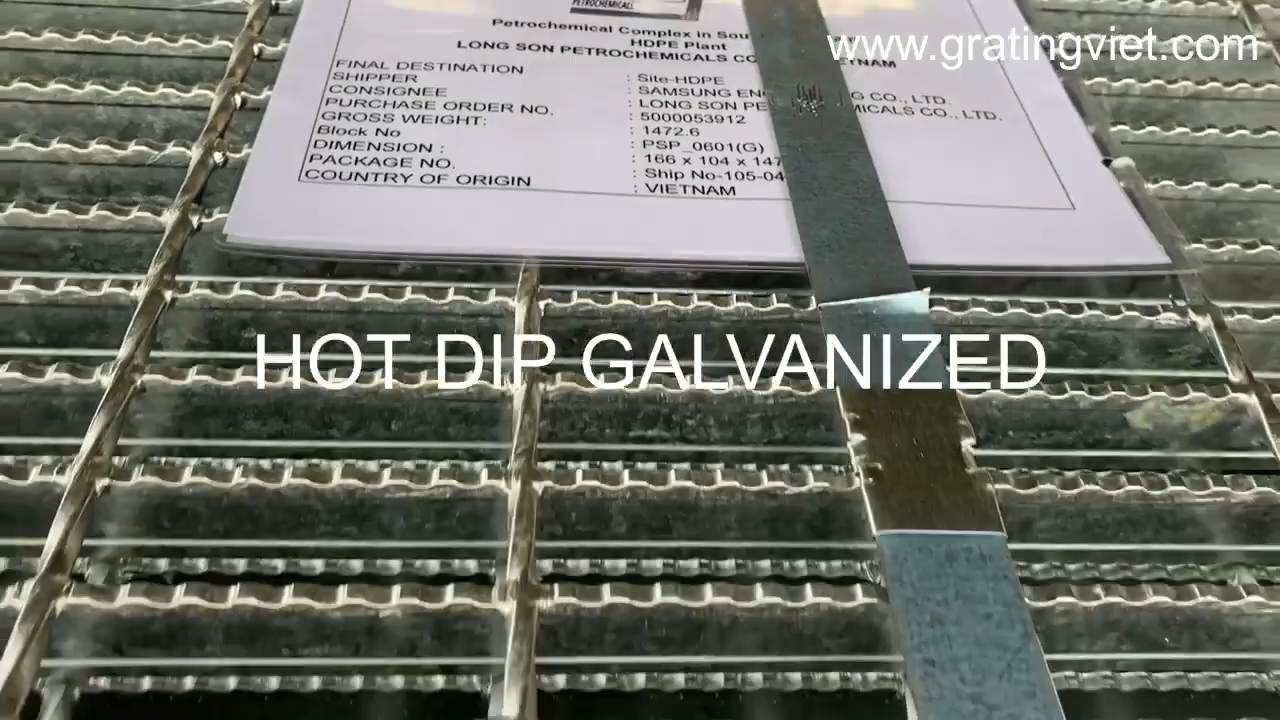 www.gratingviet.com
PETROCHEMICALS
Petrochemical Complex in Sou
HDPE Plant
LONG SON PETROCHEMICALS CO
FINAL DESTINATION : Site-HDPE
SHIPPER : SAMSUNG EN G CO., LTD.
CONSIGNEE : LONG SON PE MICALS CO., LTD.
PURCHASE ORDER NO. : 5000053912
GROSS WEIGHT: : 1472.6
Block No : PSP_0601(G)
DIMENSION : : 166 x 104 x 147
PACKAGE NO. : Ship No-105-04
COUNTRY OF ORIGIN : VIETNAM
HOT DIP GALVANIZED